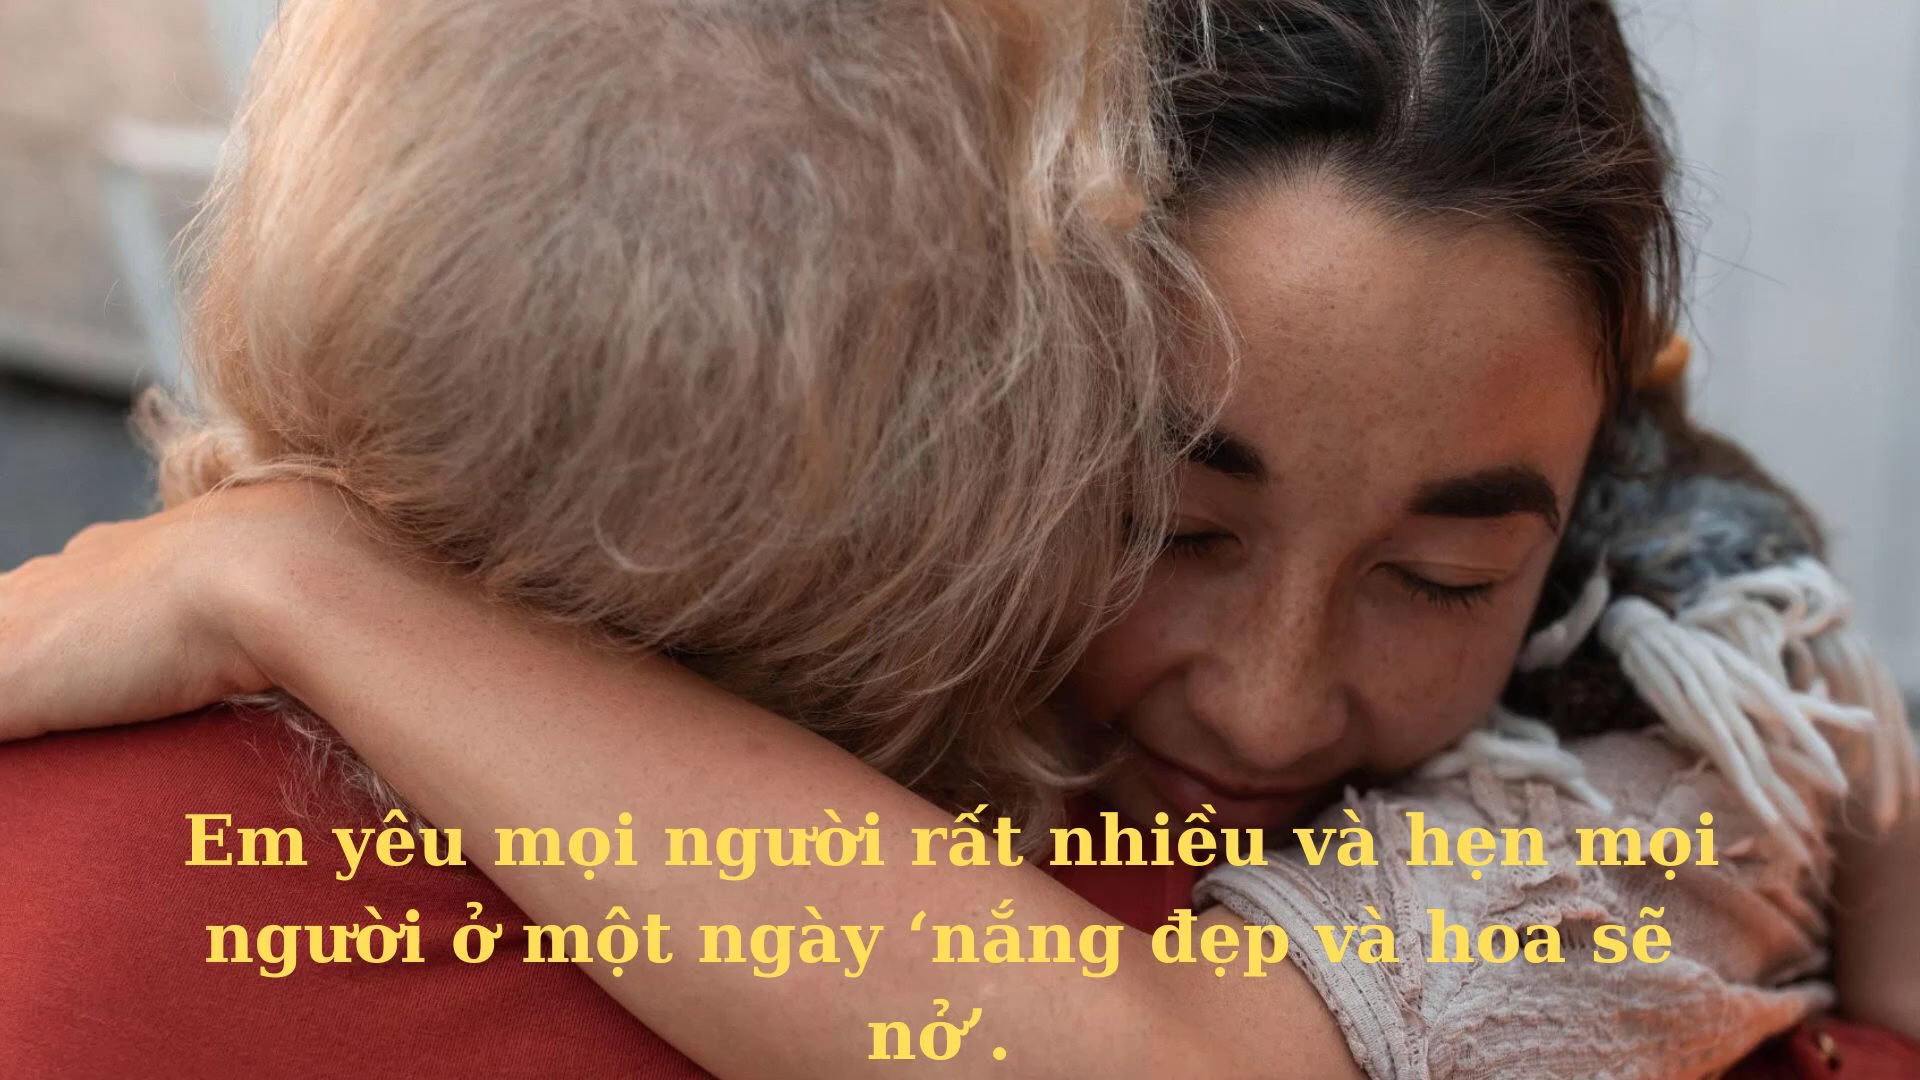 Em yêu mọi người rất nhiều và hẹn mọi
người ở một ngày ‘nắng đẹp và hoa sẽ
nở’.